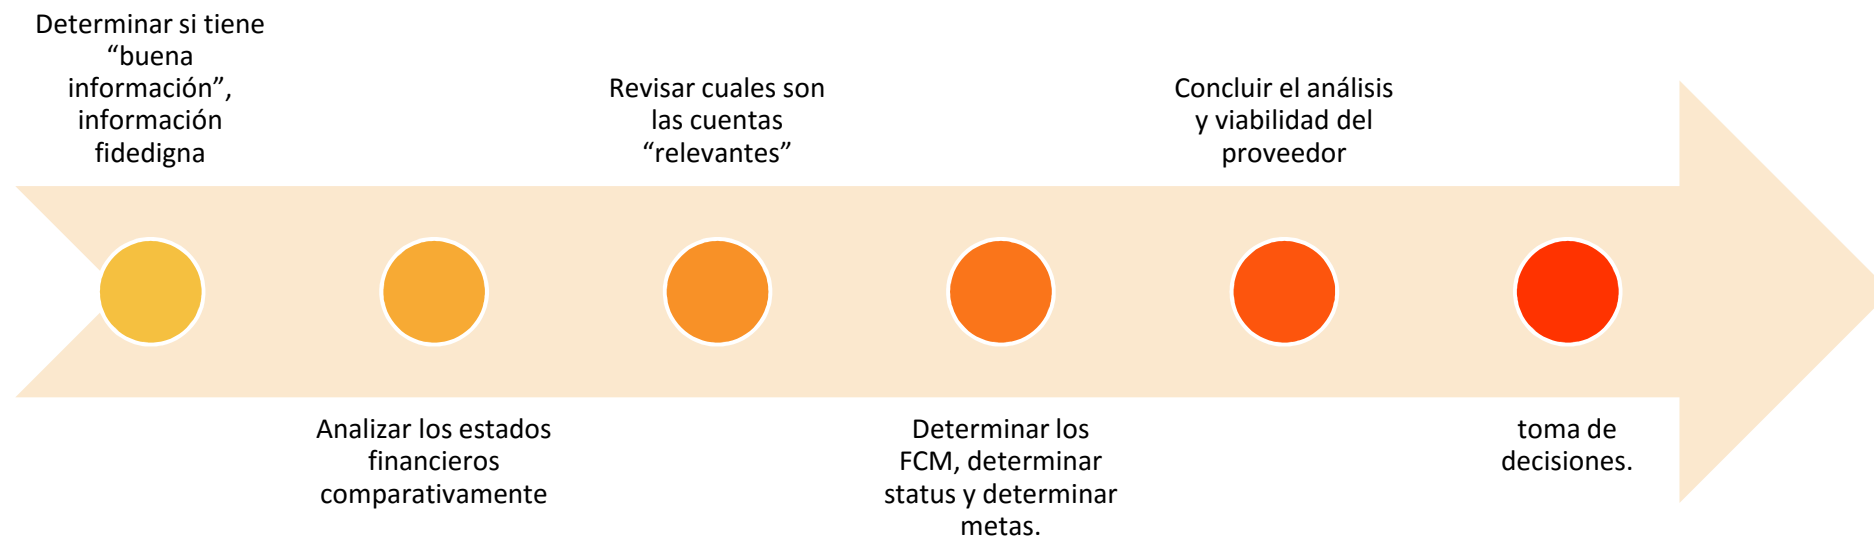 Determinar si tiene
“buena
información”,
información
fidedigna
Analizar los estados
financieros
comparativamente
Revisar cuales son
las cuentas
“relevantes”
Determinar los
FCM, determinar
status y determinar
metas.
Concluir el análisis
y viabilidad del
proveedor
toma de
decisiones.